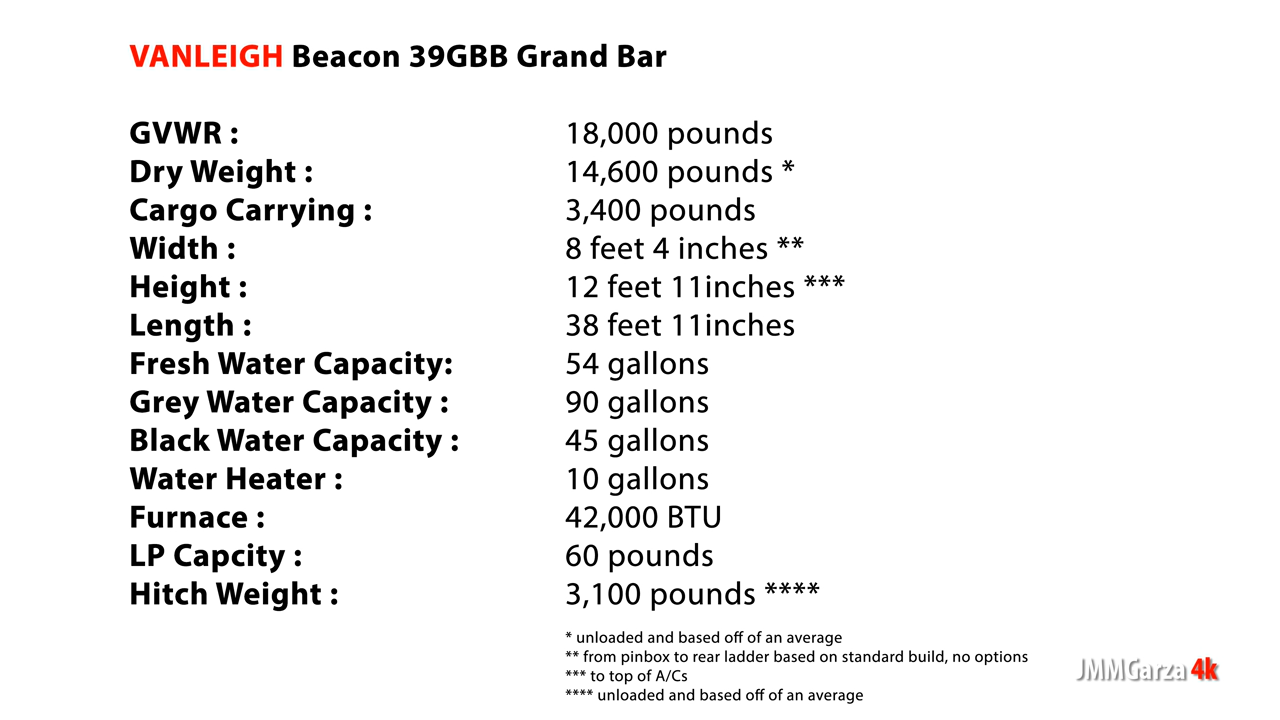 VANLEIGH Beacon 39GBB Grand Bar
GVWR : 18,000 pounds
Dry Weight : 14,600 pounds *
Cargo Carrying : 3,400 pounds
Width : 8 feet 4 inches **
Height : 12 feet 11inches ***
Length : 38 feet 11inches
Fresh Water Capacity: 54 gallons
Grey Water Capacity : 90 gallons
Black Water Capacity : 45 gallons
Water Heater : 10 gallons
Furnace : 42,000 BTU
LP Capcity : 60 pounds
Hitch Weight : 3,100 pounds ****
* unloaded and based off of an average
** from pinbox to rear ladder based on standard build, no options
*** to top of A/Cs
**** unloaded and based off of an average
JMMGarza 4k